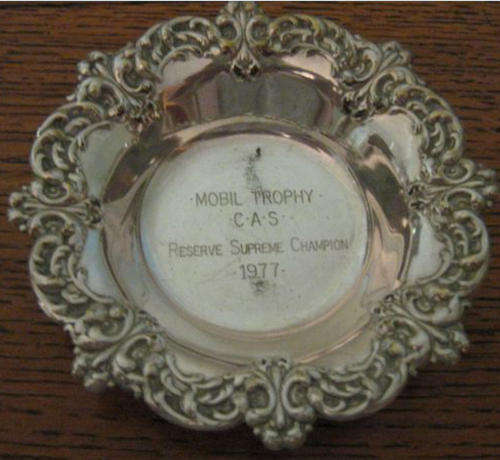 ·MOBIL TROPHY·
·C·A·S·
RESERVE SUPREME CHAMPION
·1977·